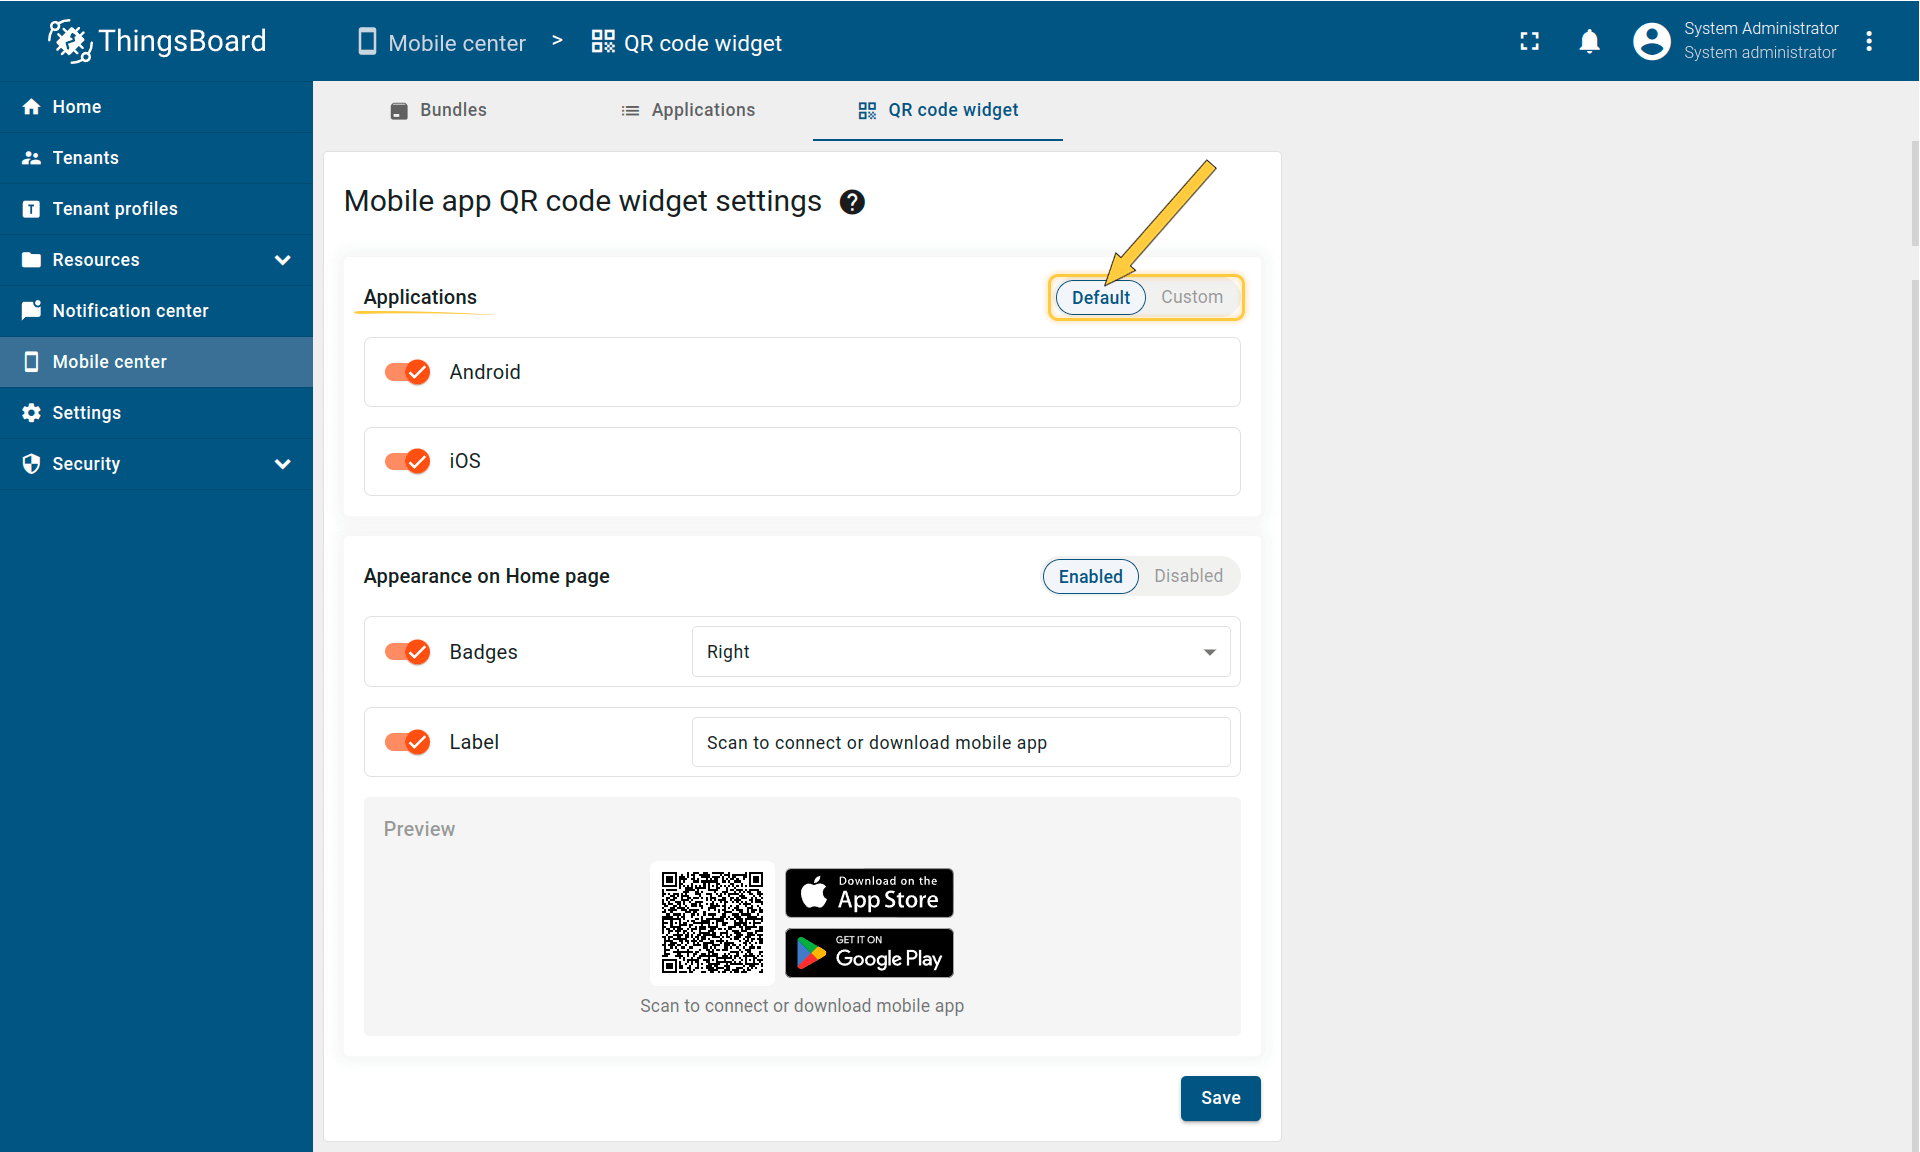 ThingsBoard
Mobile center > QR code widget
System Administrator
System administrator
Home
Tenants
Tenant profiles
Resources
Notification center
Mobile center
Settings
Security
Bundles
Applications
QR code widget
Mobile app QR code widget settings ?
Applications
Default Custom
Android
iOS
Appearance on Home page
Enabled Disabled
Badges
Right
Label
Scan to connect or download mobile app
Preview
Download on the
App Store
GET IT ON
Google Play
Scan to connect or download mobile app
Save